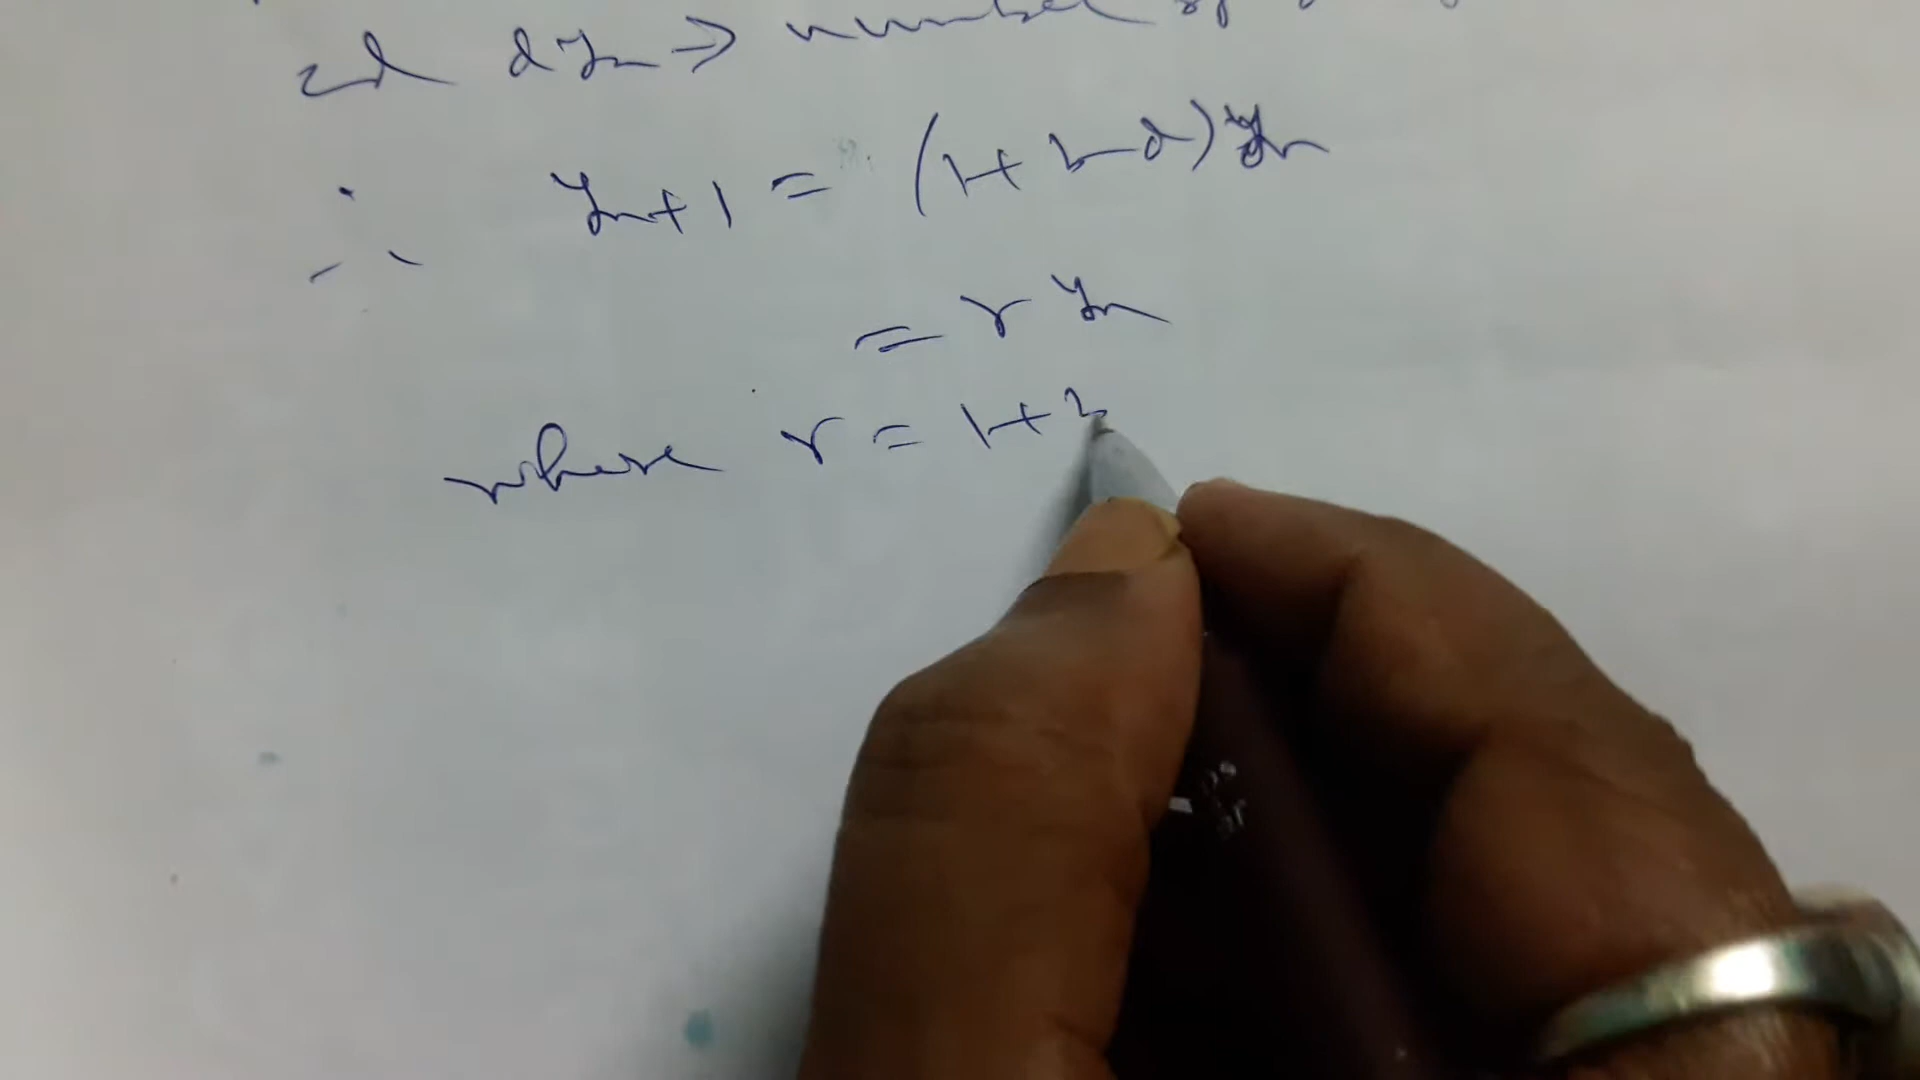 and dyn ⇒ number of
∴ yn+1 = (1+b-d)yn
= r yn
where r = 1+b